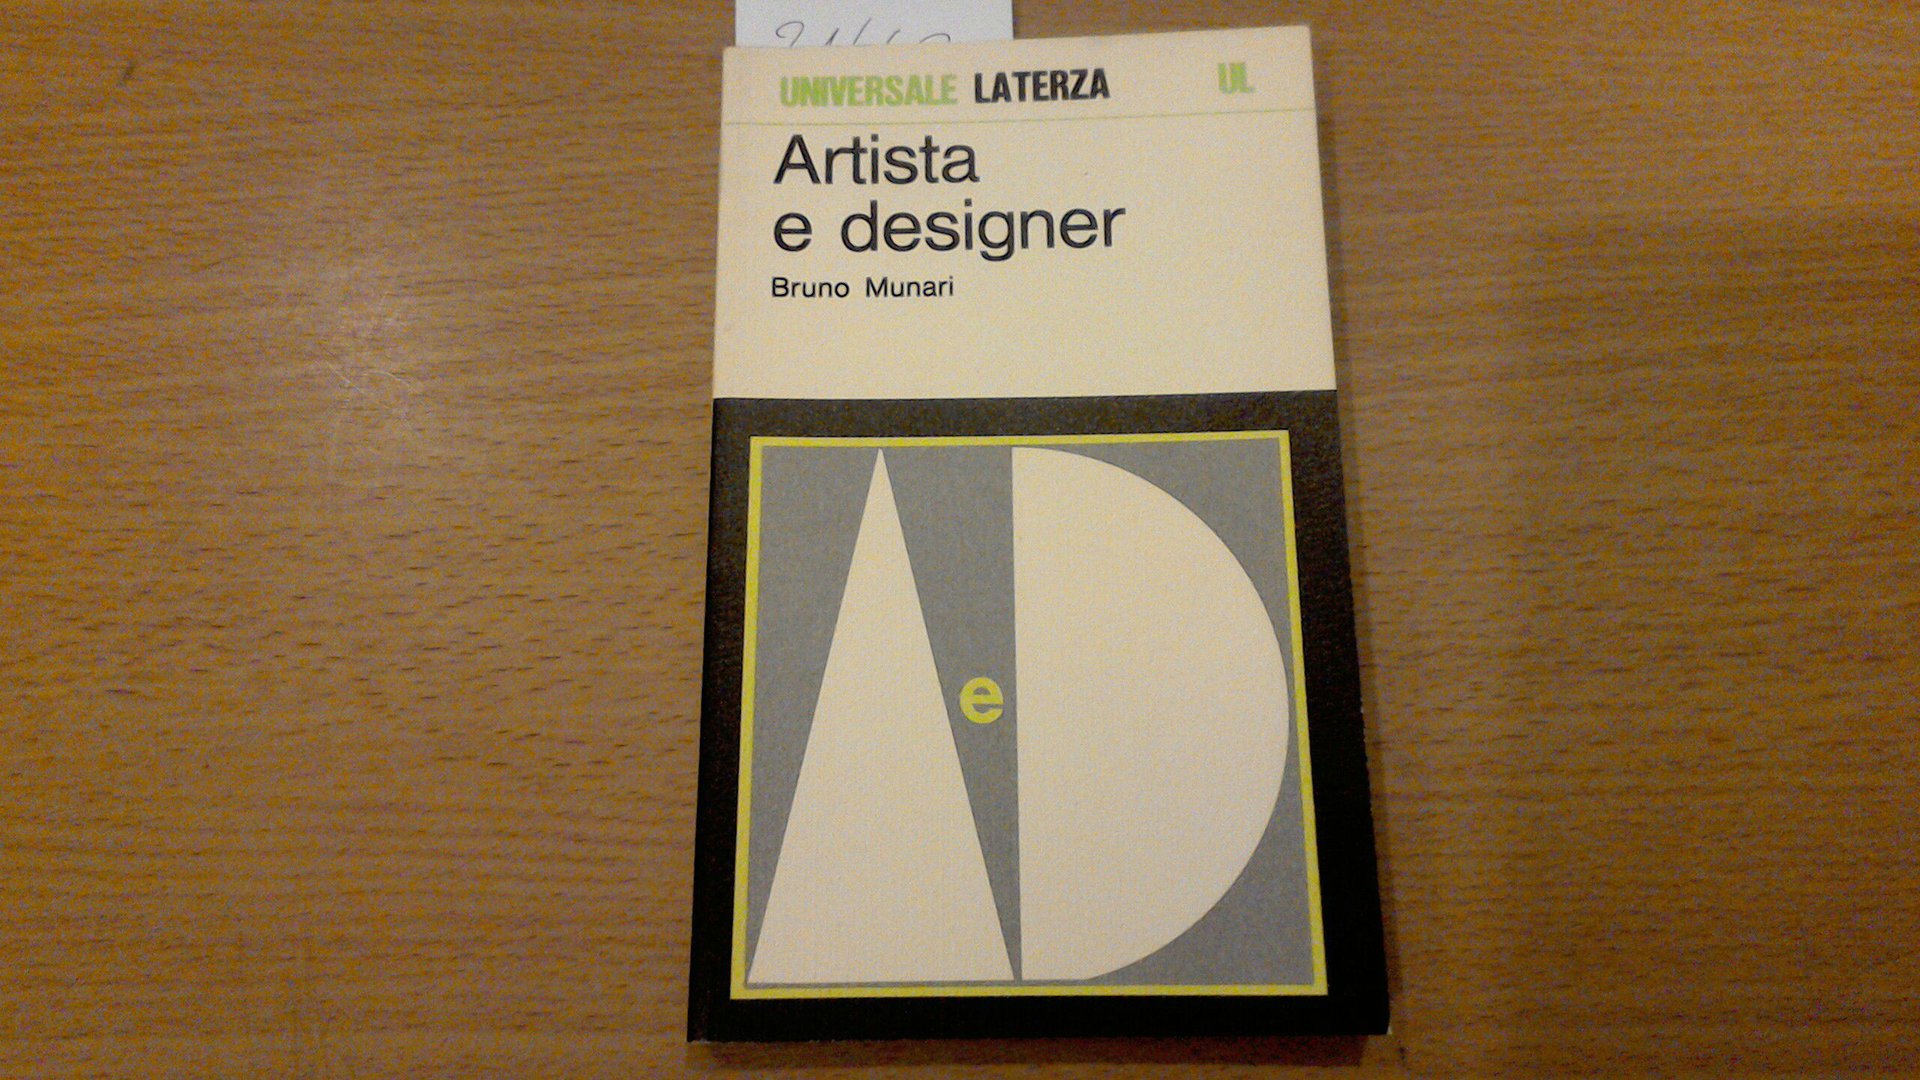 UNIVERSALE LATERZA UL
Artista
e designer
Bruno Munari
e